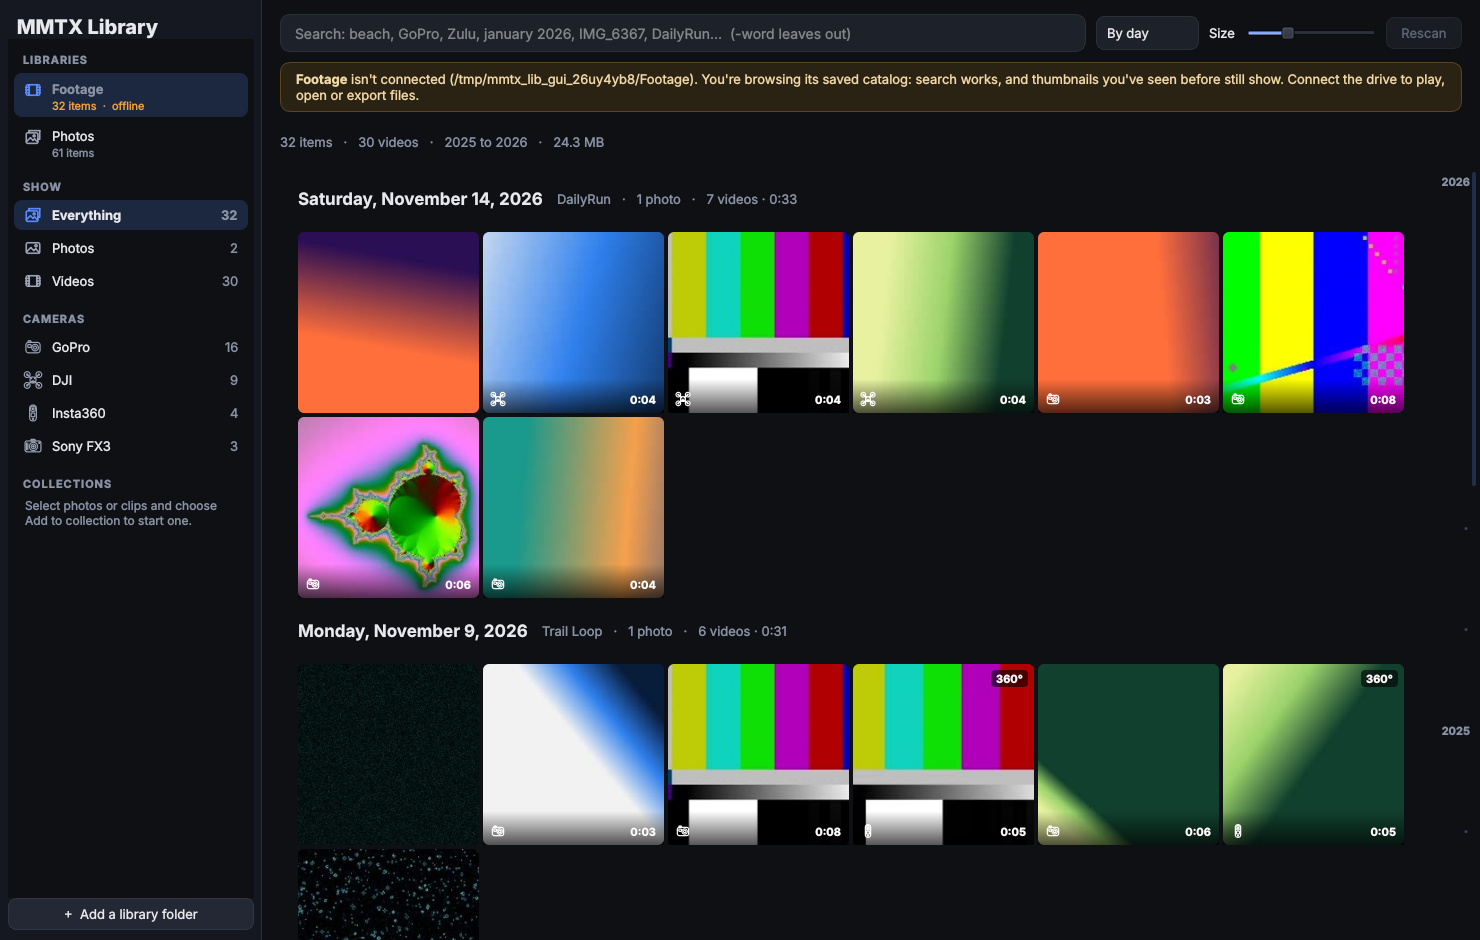 MMTX Library
LIBRARIES
Footage
32 items · offline
Photos
61 items
SHOW
Everything 32
Photos 2
Videos 30
CAMERAS
GoPro 16
DJI 9
Insta360 4
Sony FX3 3
COLLECTIONS
Select photos or clips and choose
Add to collection to start one.
+ Add a library folder
Search: beach, GoPro, Zulu, january 2026, IMG_6367, DailyRun... (-word leaves out)
By day
Size
Rescan
Footage isn't connected (/tmp/mmtx_lib_gui_26uy4yb8/Footage). You're browsing its saved catalog: search works, and thumbnails you've seen before still show. Connect the drive to play,
open or export files.
32 items · 30 videos · 2025 to 2026 · 24.3 MB
2026
Saturday, November 14, 2026 DailyRun · 1 photo · 7 videos · 0:33
0:04
0:04
0:04
0:03
0:08
0:06
0:04
Monday, November 9, 2026 Trail Loop · 1 photo · 6 videos · 0:31
360°
360°
2025
0:03
0:08
0:05
0:06
0:05